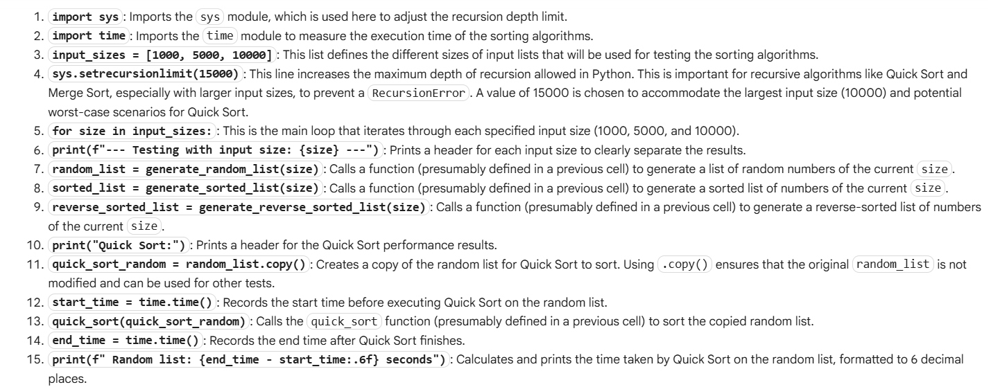 1. import sys: Imports the sys module, which is used here to adjust the recursion depth limit.
2. import time: Imports the time module to measure the execution time of the sorting algorithms.
3. input_sizes = [1000, 5000, 10000]: This list defines the different sizes of input lists that will be used for testing the sorting algorithms.
4. sys.setrecursionlimit(15000): This line increases the maximum depth of recursion allowed in Python. This is important for recursive algorithms like Quick Sort and
Merge Sort, especially with larger input sizes, to prevent a RecursionError. A value of 15000 is chosen to accommodate the largest input size (10000) and potential
worst-case scenarios for Quick Sort.
5. for size in input_sizes:: This is the main loop that iterates through each specified input size (1000, 5000, and 10000).
6. print(f"--- Testing with input size: {size} ---"): Prints a header for each input size to clearly separate the results.
7. random_list = generate_random_list(size): Calls a function (presumably defined in a previous cell) to generate a list of random numbers of the current size.
8. sorted_list = generate_sorted_list(size): Calls a function (presumably defined in a previous cell) to generate a sorted list of numbers of the current size.
9. reverse_sorted_list = generate_reverse_sorted_list(size): Calls a function (presumably defined in a previous cell) to generate a reverse-sorted list of numbers
of the current size.
10. print("Quick Sort:"): Prints a header for the Quick Sort performance results.
11. quick_sort_random = random_list.copy(): Creates a copy of the random list for Quick Sort to sort. Using .copy() ensures that the original random_list is not
modified and can be used for other tests.
12. start_time = time.time(): Records the start time before executing Quick Sort on the random list.
13. quick_sort(quick_sort_random): Calls the quick_sort function (presumably defined in a previous cell) to sort the copied random list.
14. end_time = time.time(): Records the end time after Quick Sort finishes.
15. print(f" Random list: {end_time - start_time:.6f} seconds"): Calculates and prints the time taken by Quick Sort on the random list, formatted to 6 decimal
places.